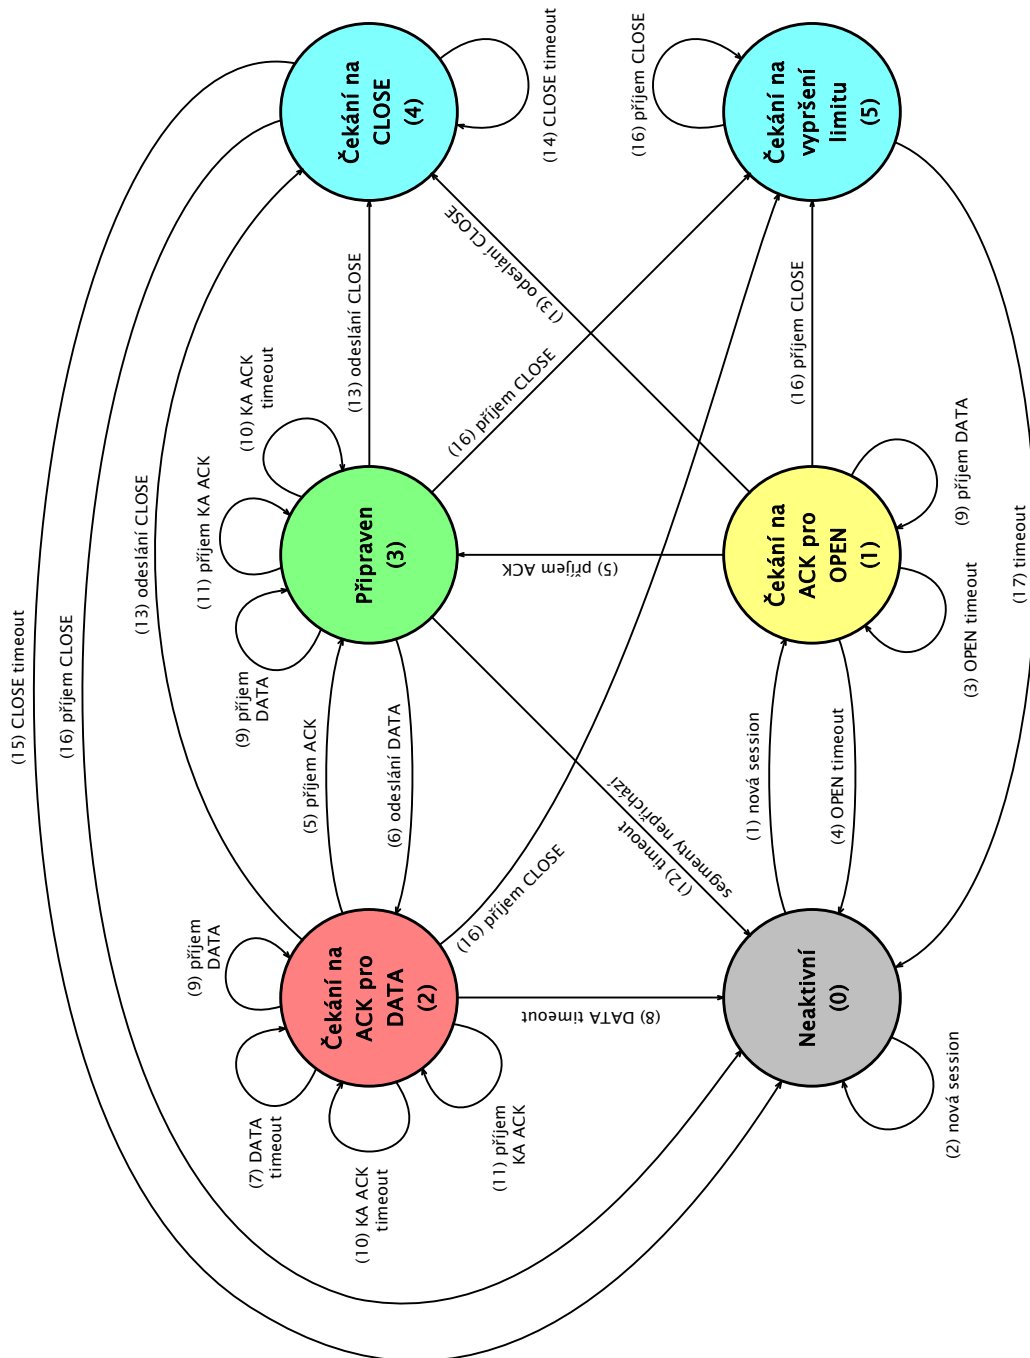 Čekání na
CLOSE
(4)
(14) CLOSE timeout
(16) příjem CLOSE
Čekání na
vypršení
limitu
(5)
(13) odeslání CLOSE
(13) odeslání CLOSE
(16) příjem CLOSE
(16) příjem CLOSE
(10) KA ACK
timeout
(11) příjem KA ACK
(9) příjem
DATA
(13) odeslání CLOSE
(15) CLOSE timeout
(16) příjem CLOSE
Připraven
(3)
(5) příjem ACK
Čekání na
ACK pro
OPEN
(1)
(9) příjem DATA
(3) OPEN timeout
(17) timeout
(5) příjem ACK
(6) odeslání DATA
(12) timeout
segmenty nepřichází
(1) nová session
(4) OPEN timeout
(16) příjem CLOSE
(9) příjem
DATA
(7) DATA
timeout
(10) KA ACK
timeout
(11) příjem
KA ACK
Čekání na
ACK pro
DATA
(2)
(8) DATA timeout
Neaktivní
(0)
(2) nová session